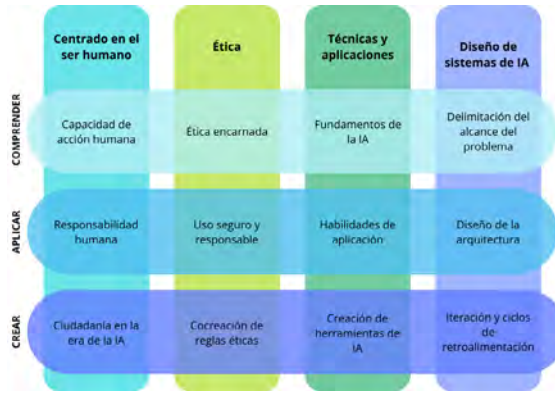 Centrado en el
ser humano
Ética
Técnicas y
aplicaciones
Diseño de
sistemas de IA
COMPRENDER
Capacidad de
acción humana
Ética encarnada
Fundamentos de
la IA
Delimitación del
alcance del
problema
APLICAR
Responsabilidad
humana
Uso seguro y
responsable
Habilidades de
aplicación
Diseño de la
arquitectura
CREAR
Ciudadanía en la
era de la IA
Cocreación de
reglas éticas
Creación de
herramientas de
IA
Iteración y ciclos
de
retroalimentación